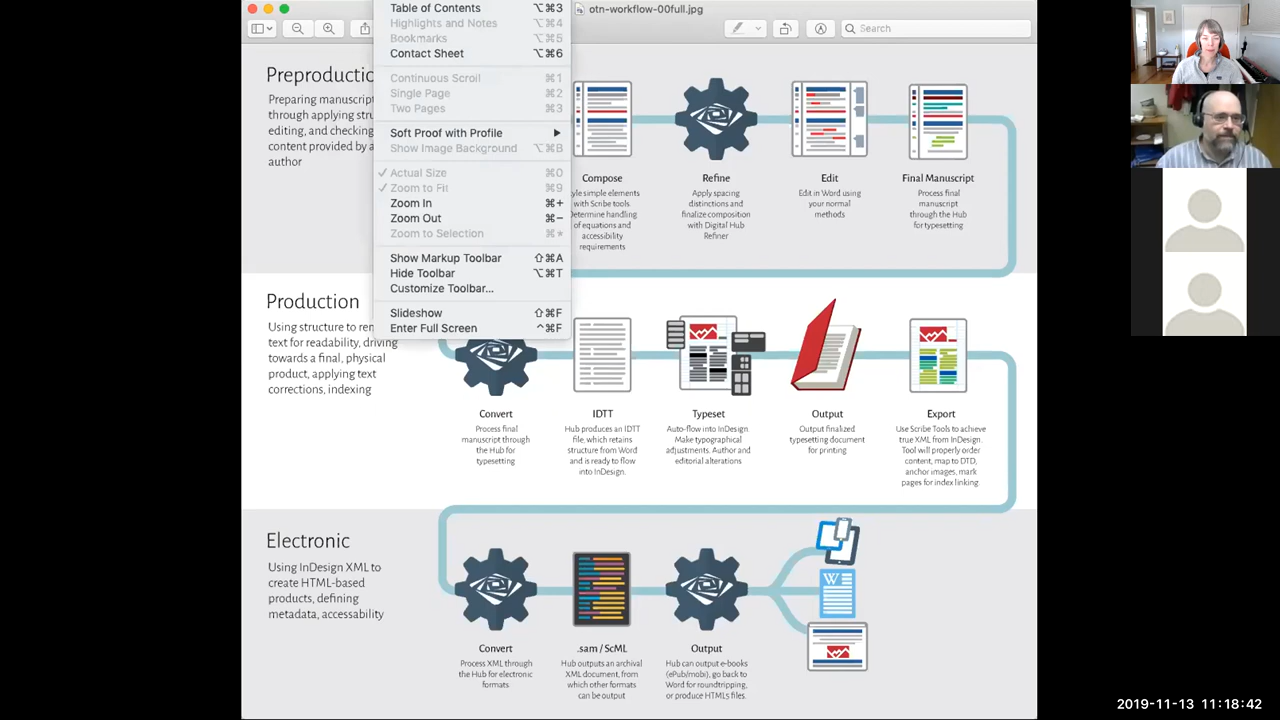 otn-workflow-00full.jpg
Search
Table of Contents ⌥⌘3
Highlights and Notes ⌥⌘4
Bookmarks ⌥⌘5
Contact Sheet ⌥⌘6
Continuous Scroll ⌘1
Single Page ⌘2
Two Pages ⌘3
Soft Proof with Profile
Show Image Background ⌥⌘B
✓ Actual Size ⌘0
✓ Zoom to Fit ⌘9
Zoom In ⌘+
Zoom Out ⌘−
Zoom to Selection ⌘*
Show Markup Toolbar ⇧⌘A
Hide Toolbar ⌥⌘T
Customize Toolbar...
Slideshow ⇧⌘F
Enter Full Screen ^⌘F
Preproductio
Preparing manuscript
through applying str
editing, and checking
content provided by a
author
Compose
yle simple elements
with Scribe tools.
Determine handling
of equations and
accessibility
requirements
Refine
Apply spacing
distinctions and
finalize composition
with Digital Hub
Refiner
Edit
Edit in Word using
your normal
methods
Final Manuscript
Process final
manuscript
through the Hub
for typesetting
Production
Using structure to ren
text for readability, driving
towards a final, physical
product, applying text
corrections, indexing
Convert
Process final
manuscript through
the Hub for
typesetting
IDTT
Hub produces an IDTT
file, which retains
structure from Word
and is ready to flow
into InDesign.
Typeset
Auto-flow into InDesign.
Make typographical
adjustments. Author and
editorial alterations
Output
Output finalized
typesetting document
for printing
Export
Use Scribe Tools to achieve
true XML from InDesign.
Tool will properly order
content, map to DTD,
anchor images, mark
pages for index linking.
Electronic
Using InDesign XML to
create HTML-based
products, defining
metadata, accessability
Convert
Process XML through
the Hub for electronic
formats
.sam / ScML
Hub outputs an archival
XML document, from
which other formats
can be output
Output
Hub can output e-books
(ePub/mobi), go back to
Word for roundtripping,
or produce HTML5 files.
W
2019-11-13 11:18:42